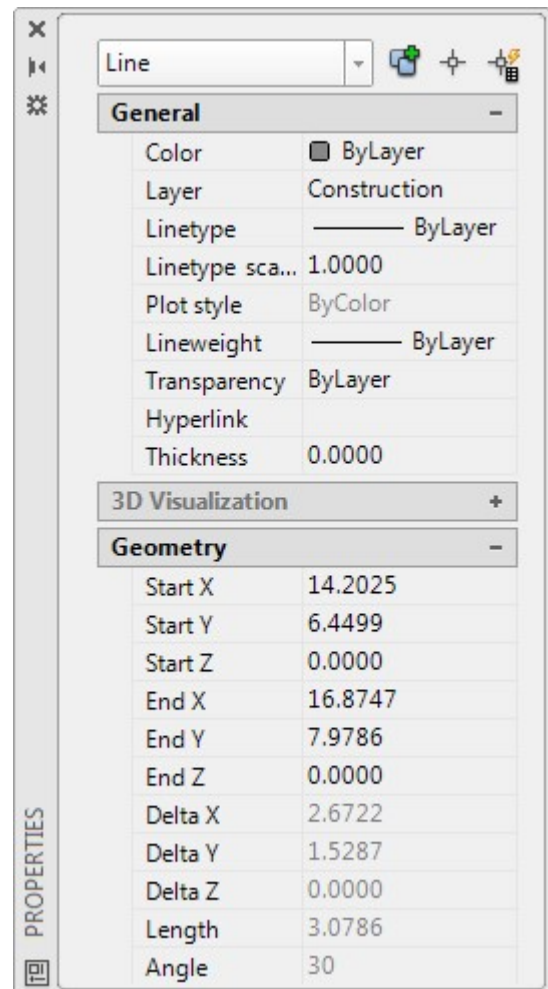 Line
General
Color ByLayer
Layer Construction
Linetype ByLayer
Linetype sca... 1.0000
Plot style ByColor
Lineweight ByLayer
Transparency ByLayer
Hyperlink
Thickness 0.0000
3D Visualization
Geometry
Start X 14.2025
Start Y 6.4499
Start Z 0.0000
End X 16.8747
End Y 7.9786
End Z 0.0000
Delta X 2.6722
Delta Y 1.5287
Delta Z 0.0000
Length 3.0786
Angle 30
PROPERTIES